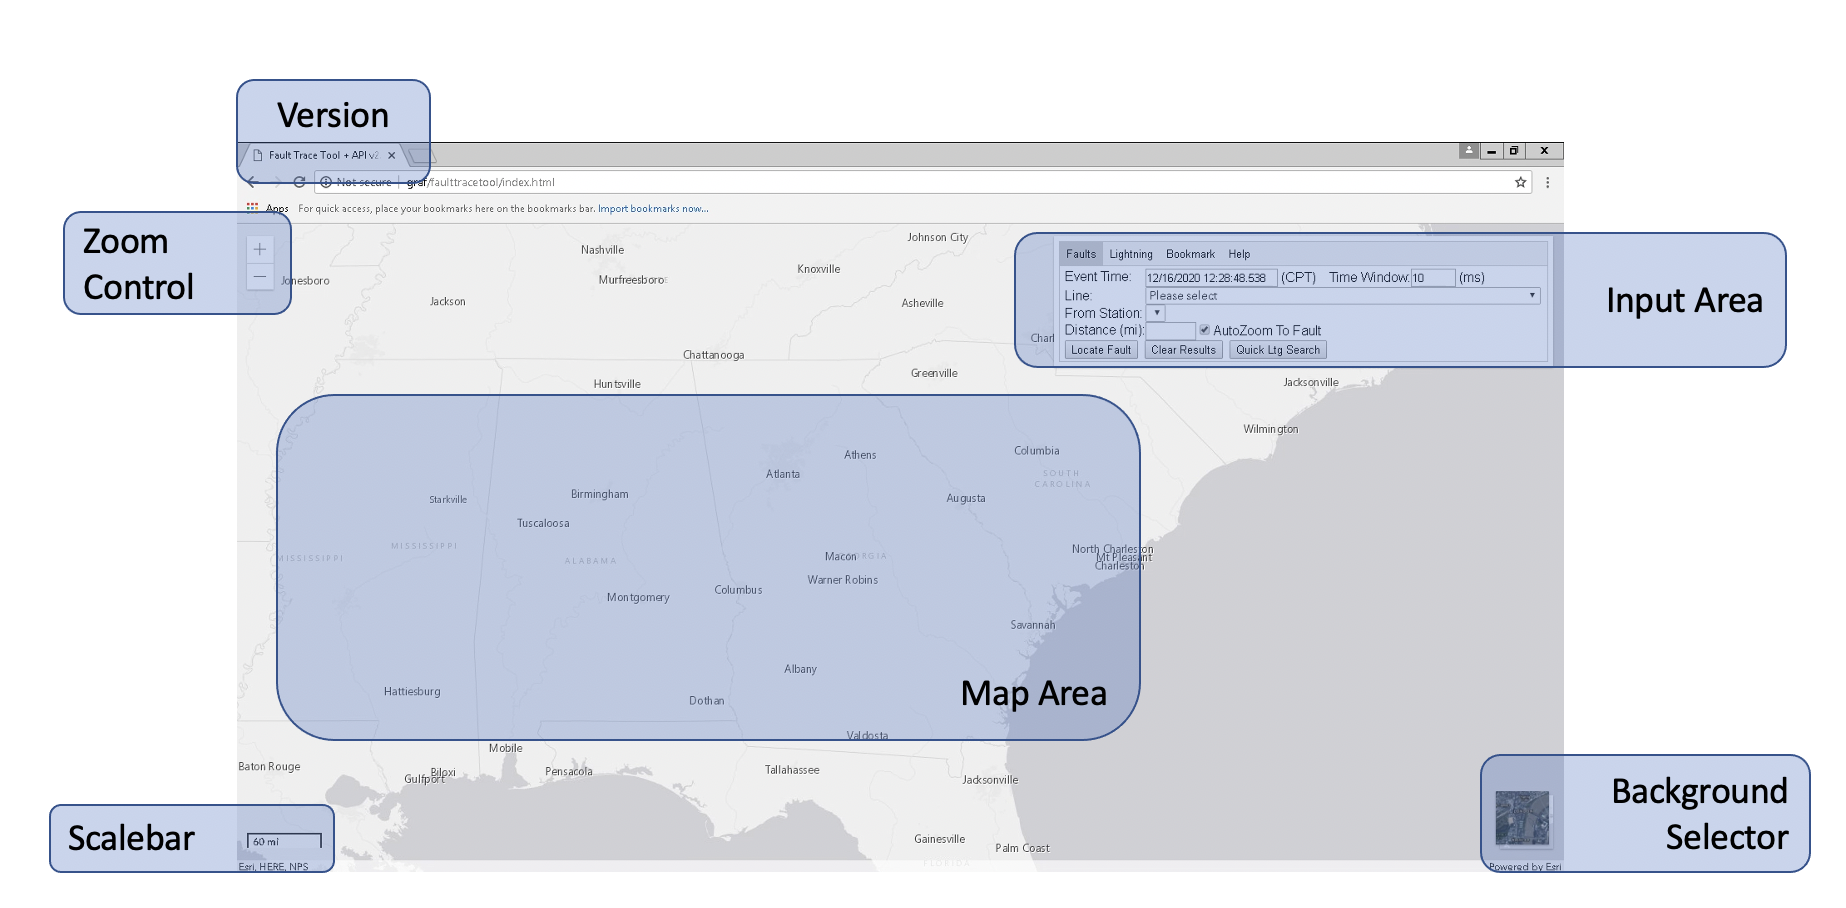 Version
Fault Trace Tool + API v2
Not secure | graf/faulttracetool/index.html
Apps For quick access, place your bookmarks here on the bookmarks bar. Import bookmarks now...
Zoom
Control
Input Area
Faults Lightning Bookmark Help
Event Time: 12/16/2020 12:28:48.538 (CPT) Time Window: 10 (ms)
Line: Please select
From Station:
Distance (mi): AutoZoom To Fault
Locate Fault Clear Results Quick Ltg Search
Johnson City
Nashville
Knoxville
Murfreesboro
Jonesboro
Jackson
Asheville
Charl
Chattanooga
Greenville
Huntsville
Jacksonville
Wilmington
Columbia
Athens
Atlanta
SOUTH
CAROLINA
Birmingham
Augusta
Starkville
Tuscaloosa
MISSISSIPPI
North Charleston
Macon
Mt Pleasant
ALABAMA
Charleston
Warner Robins
Columbus
Montgomery
Savannah
Albany
Hattiesburg
Dothan
Map Area
Valdosta
Mobile
Baton Rouge
Biloxi
Gulfport
Pensacola
Tallahassee
Jacksonville
Gainesville
Palm Coast
FLORIDA
Scalebar
60 mi
Esri, HERE, NPS
Background
Selector
Powered by Esri